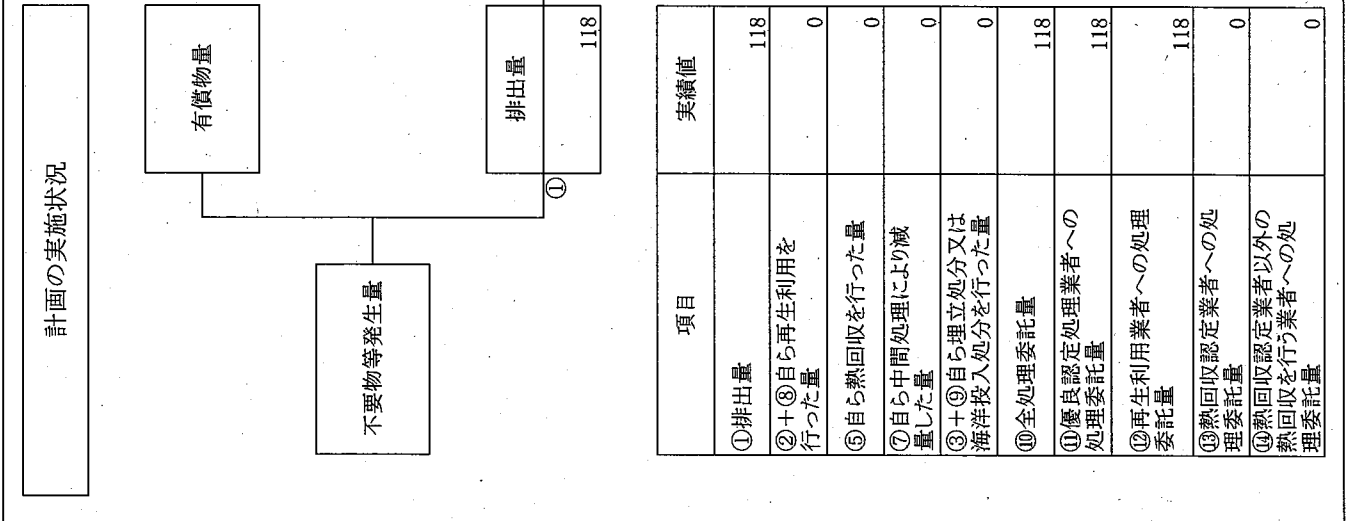 計画の実施状況
有償物量
不要物等発生量
排出量
①
118
項目
実績値
①排出量
118
②+⑧自ら再生利用を
行った量
0
⑤自ら熱回収を行った量
0
⑦自ら中間処理により減
量した量
0
③+⑨自ら埋立処分又は
海洋投入処分を行った量
0
⑩全処理委託量
118
⑪優良認定処理業者への
処理委託量
118
⑫再生利用業者への処理
委託量
118
⑬熱回収認定業者への処
理委託量
0
⑭熱回収認定業者以外の
熱回収を行う業者への処
理委託量
0